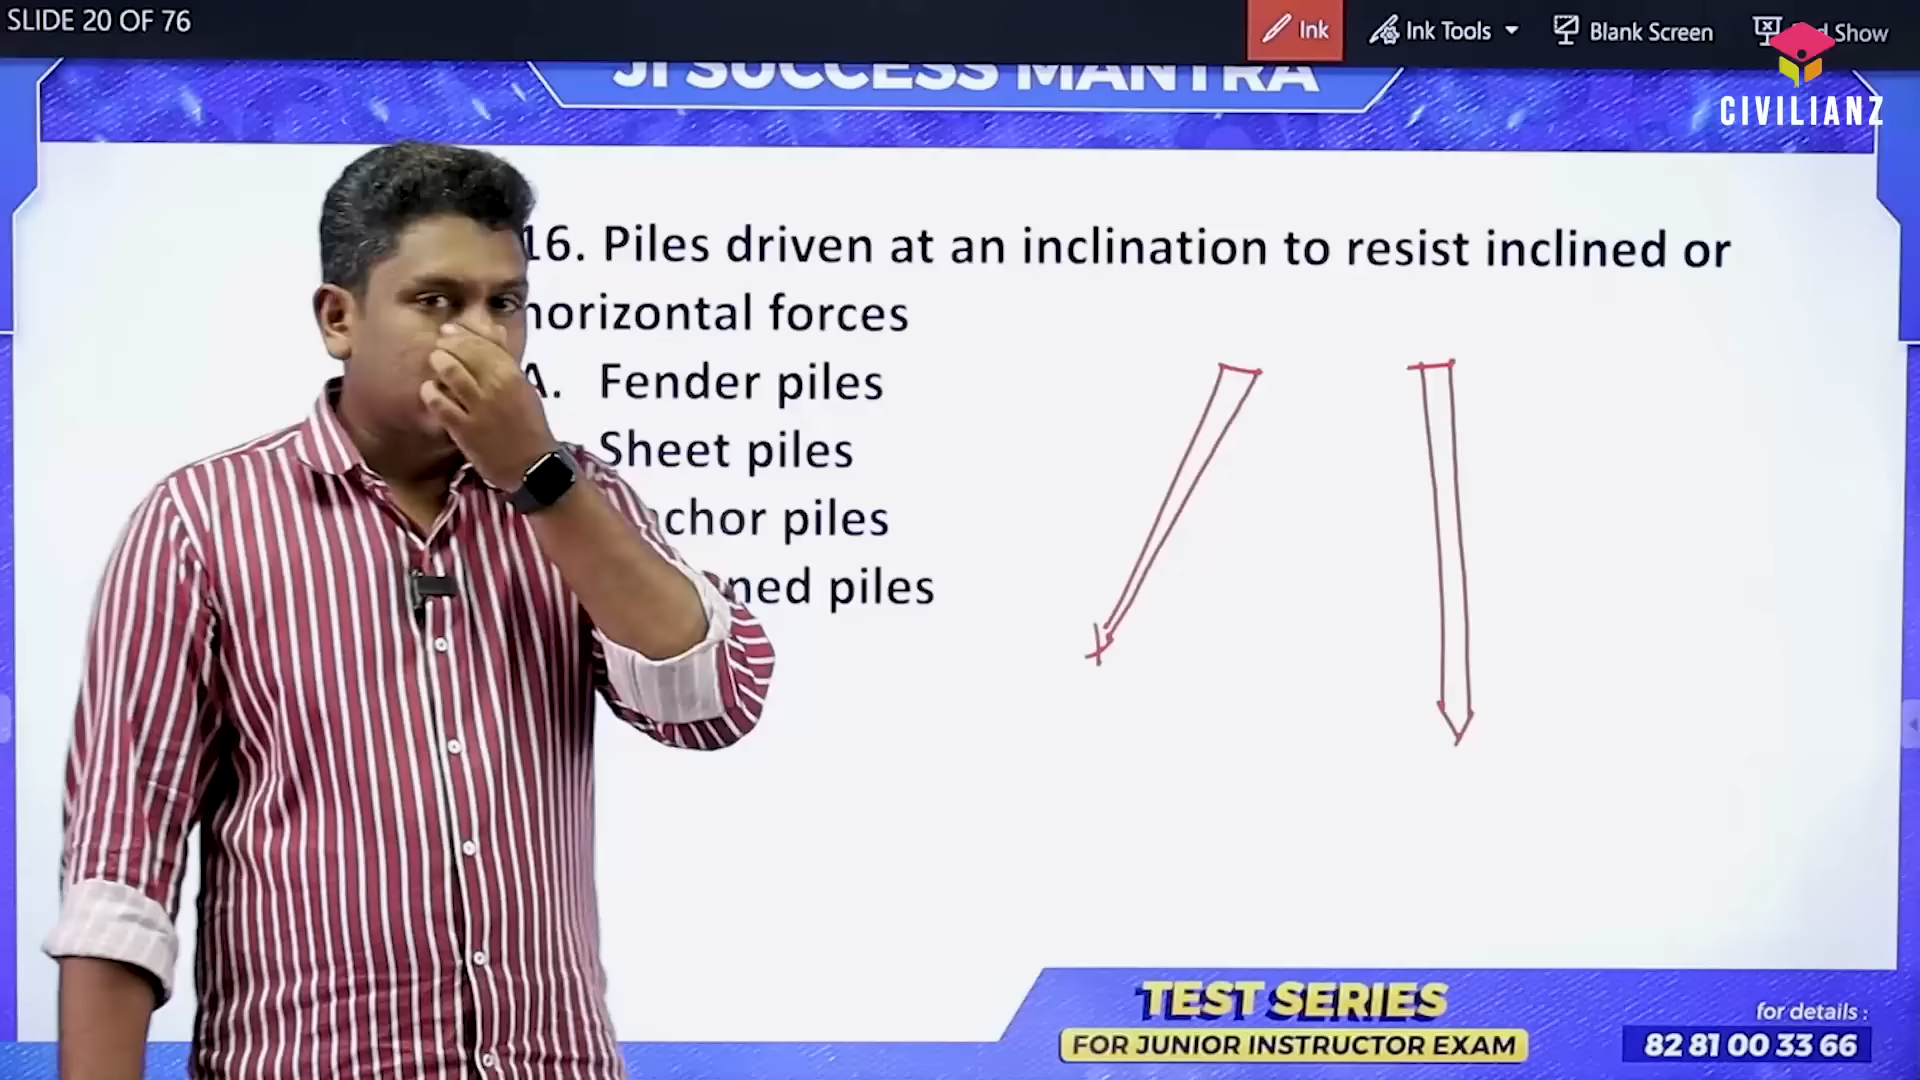 SLIDE 20 OF 76
Ink
Ink Tools
Blank Screen
Show
JI SUCCESS MANTRA
CIVILIANZ
16. Piles driven at an inclination to resist inclined or
horizontal forces
A. Fender piles
Sheet piles
chor piles
ned piles
TEST SERIES
FOR JUNIOR INSTRUCTOR EXAM
for details :
82 81 00 33 66